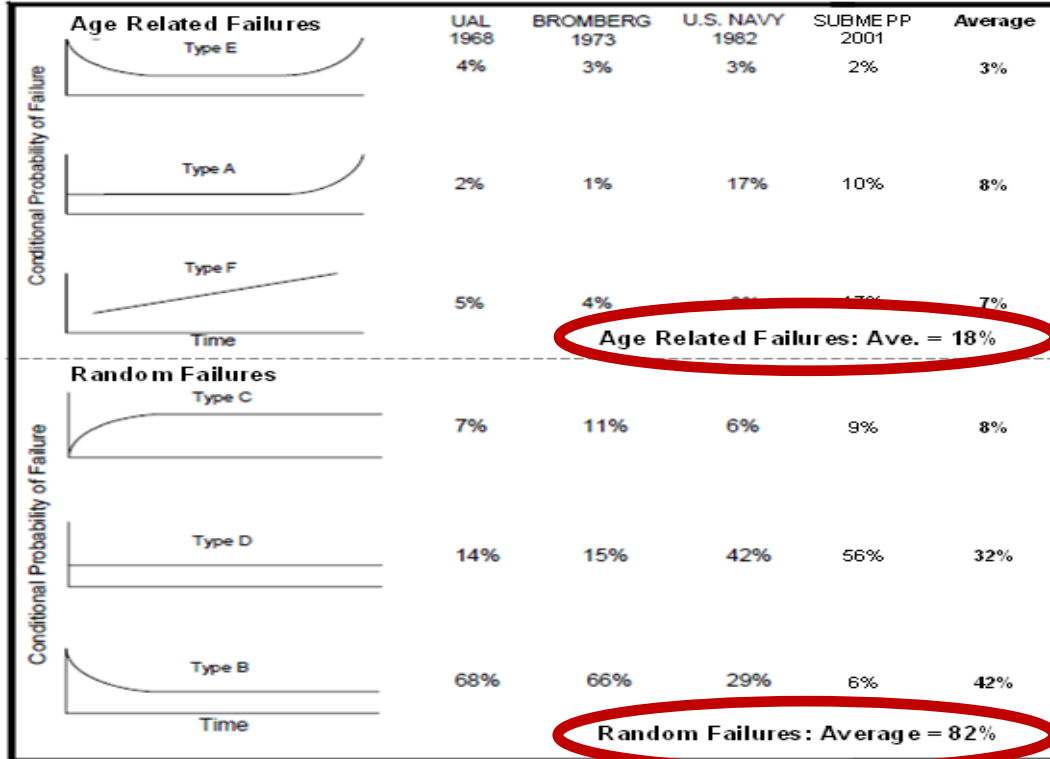 Age Related Failures UAL 1968 BROMBERG 1973 U.S. NAVY 1982 SUBMEPP 2001 Average
Conditional Probability of Failure
Type E 4% 3% 3% 2% 3%
Type A 2% 1% 17% 10% 8%
Type F 5% 4% 17% 7%
Time
Age Related Failures: Ave. = 18%
Random Failures
Conditional Probability of Failure
Type C 7% 11% 6% 9% 8%
Type D 14% 15% 42% 56% 32%
Type B 68% 66% 29% 6% 42%
Time
Random Failures: Average = 82%